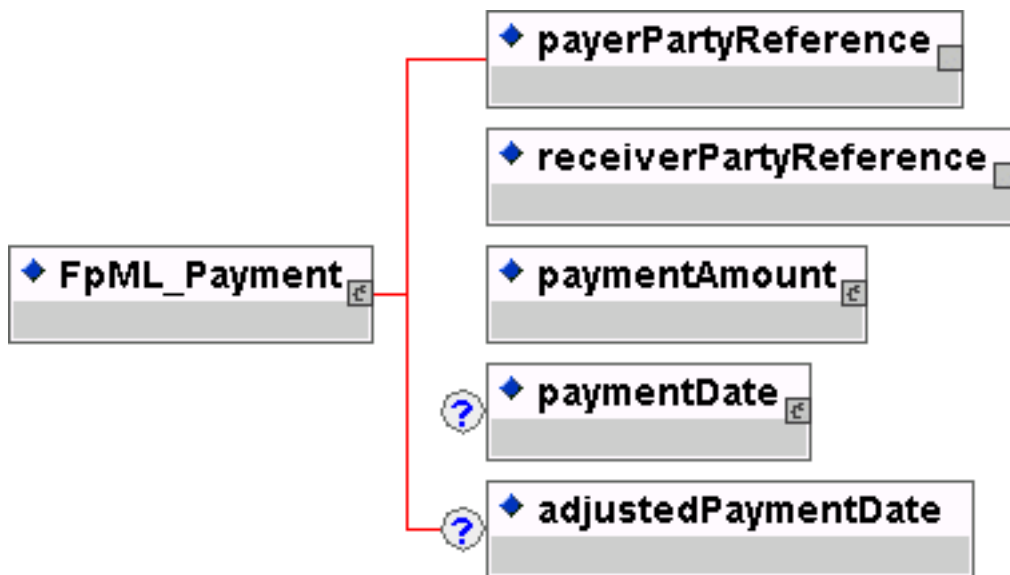 payerPartyReference
receiverPartyReference
FpML_Payment
paymentAmount
? paymentDate
? adjustedPaymentDate